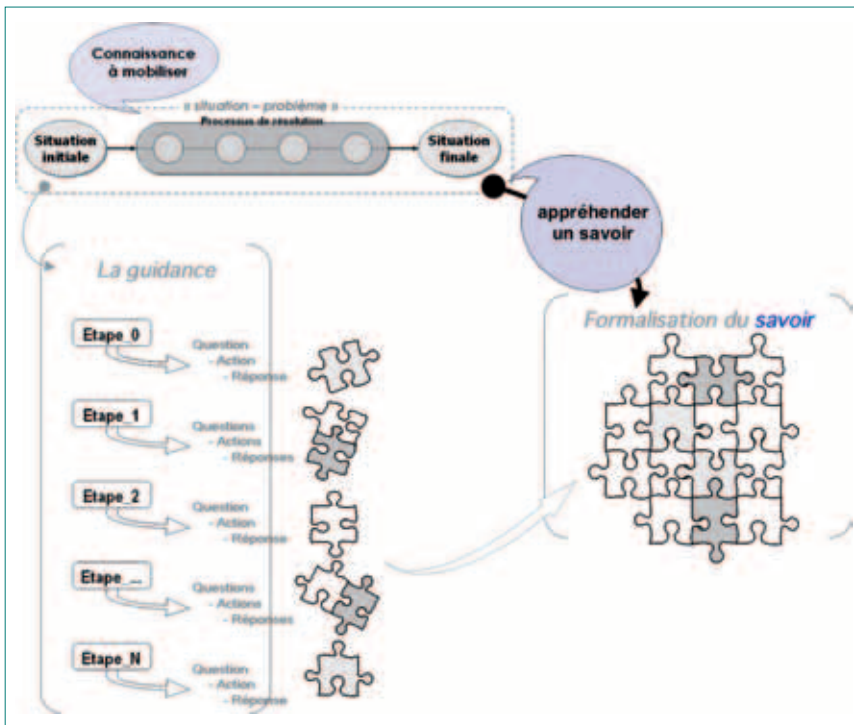 Connaissance
à mobiliser
« situation – problème »
Processus de résolution
Situation
initiale
Situation
finale
appréhender
un savoir
La guidance
Formalisation du savoir
Etape_0
Question
- Action
- Réponse
Etape_1
Questions
- Actions
- Réponses
Etape_2
Question
- Action
- Réponse
Etape_...
Questions
- Actions
- Réponses
Etape_N
Question
- Action
- Réponse